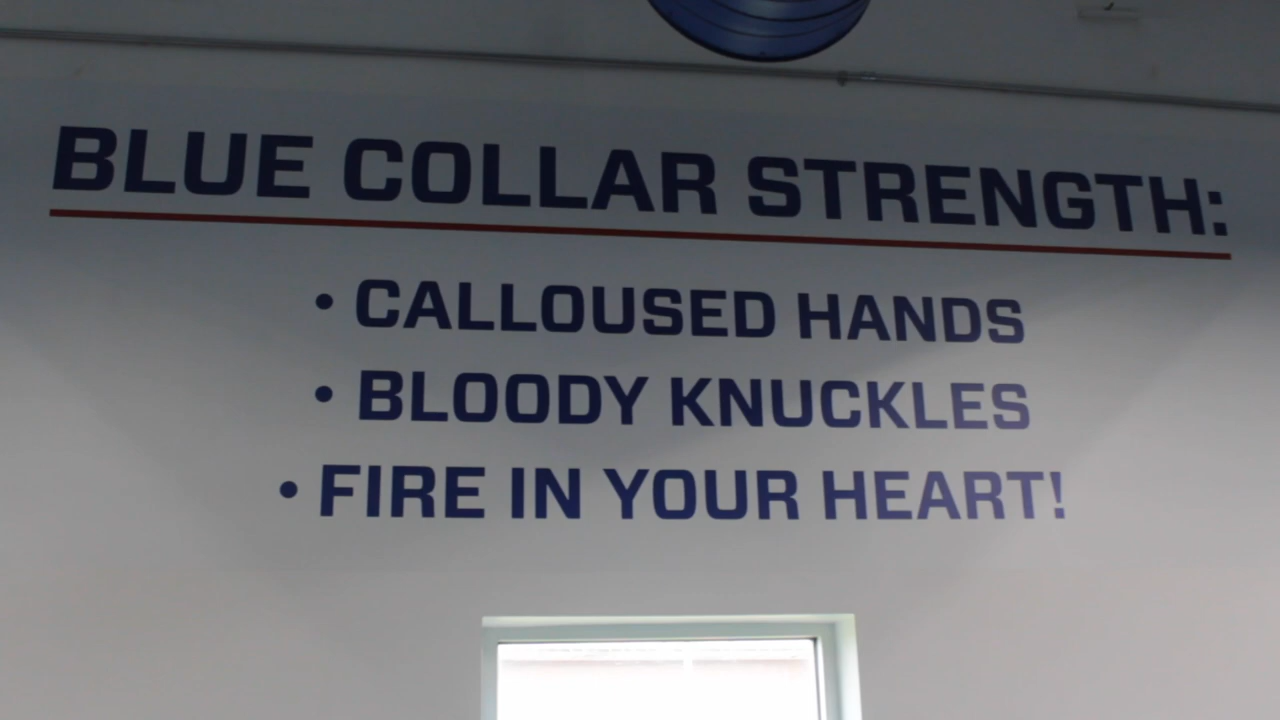 BLUE COLLAR STRENGTH:
• CALLOUSED HANDS
• BLOODY KNUCKLES
• FIRE IN YOUR HEART!